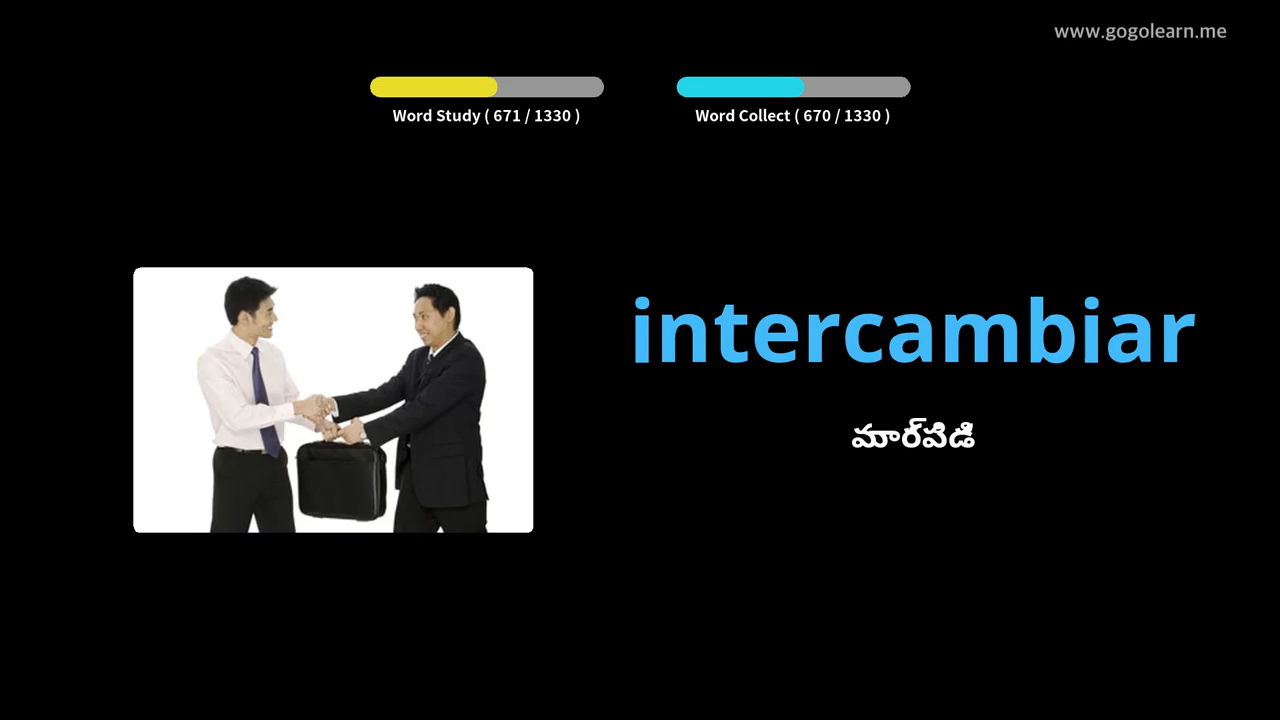 www.gogolearn.me
Word Study ( 671 / 1330 )
Word Collect ( 670 / 1330 )
intercambiar
మార్‌పిడి